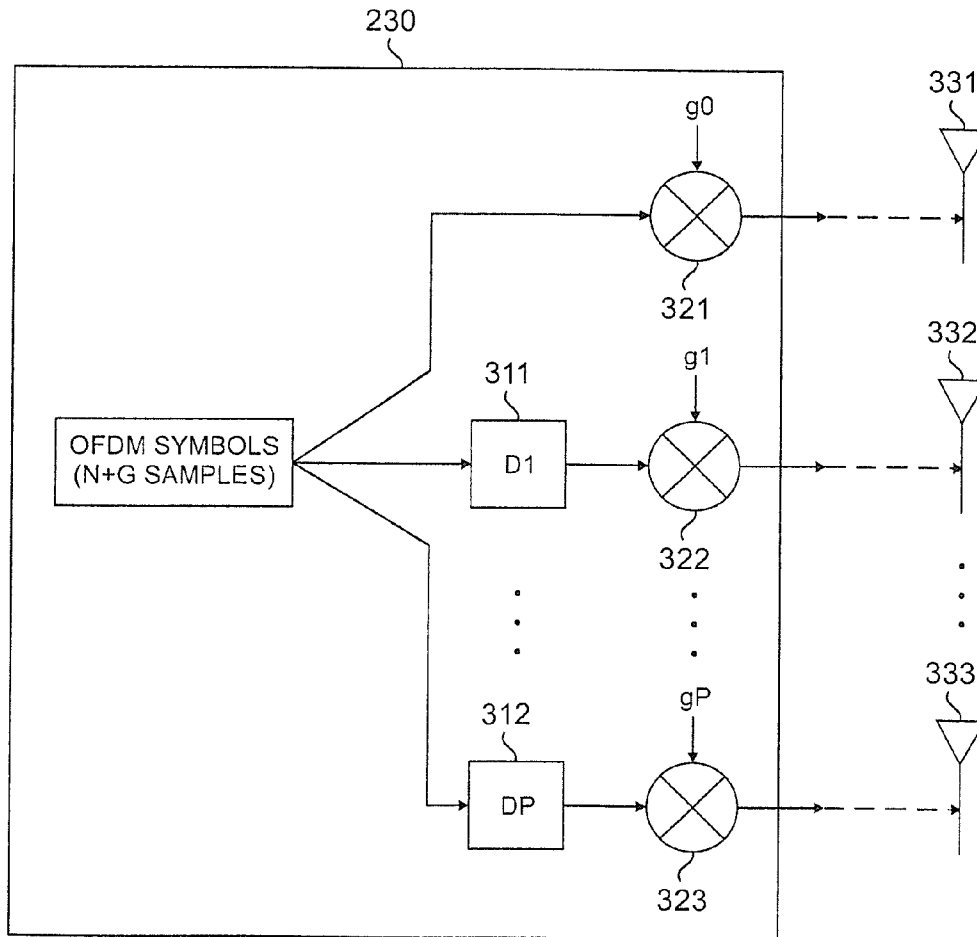 230
331
g0
321
332
g1
311
OFDM SYMBOLS
(N+G SAMPLES)
D1
322
333
gP
312
DP
323